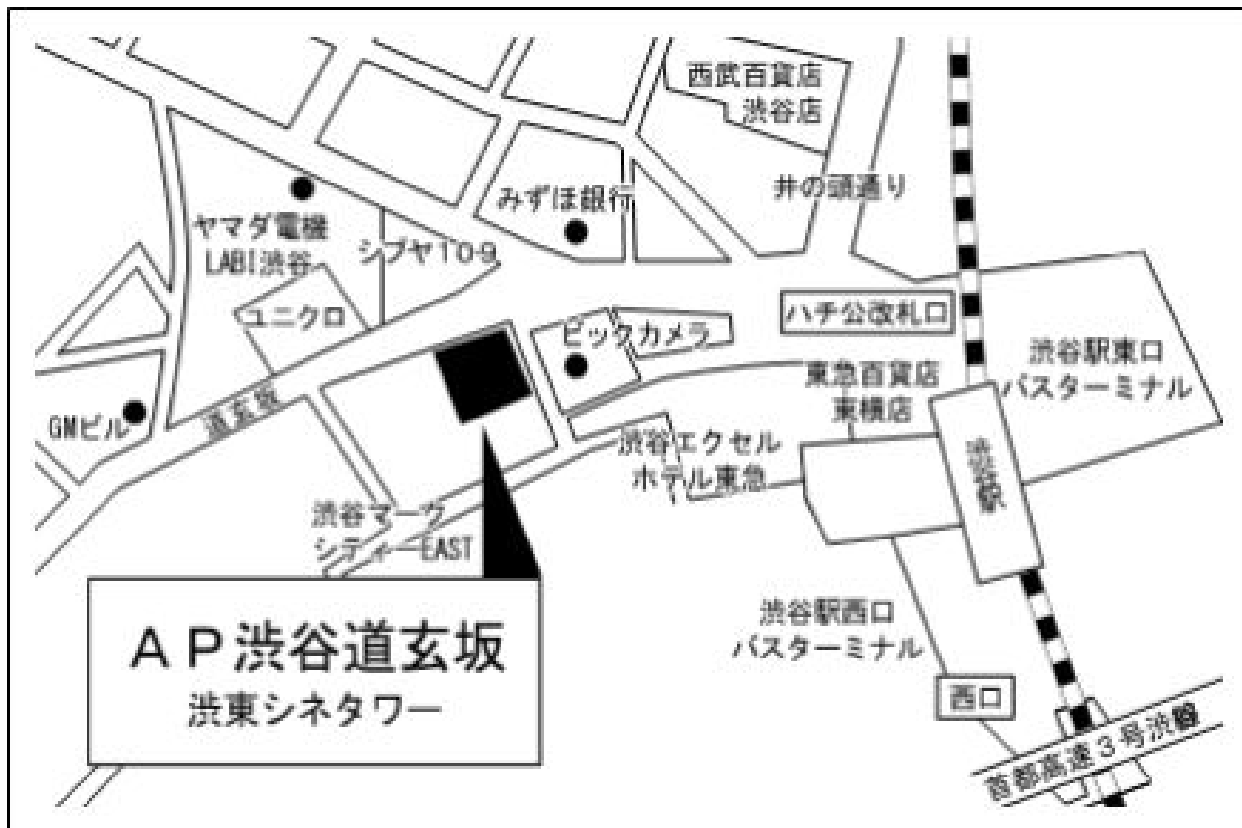 西武百貨店
渋谷店
井の頭通り
みずほ銀行
ヤマダ電機
LABI渋谷
シブヤ109
ユニクロ
ビックカメラ
ハチ公改札口
渋谷駅東口
バスターミナル
東急百貨店
東横店
GMビル
道玄坂
渋谷エクセル
ホテル東急
渋谷駅
渋谷マーク
シティーEAST
AP渋谷道玄坂
渋東シネタワー
渋谷駅西口
バスターミナル
西口
首都高速3号渋谷線